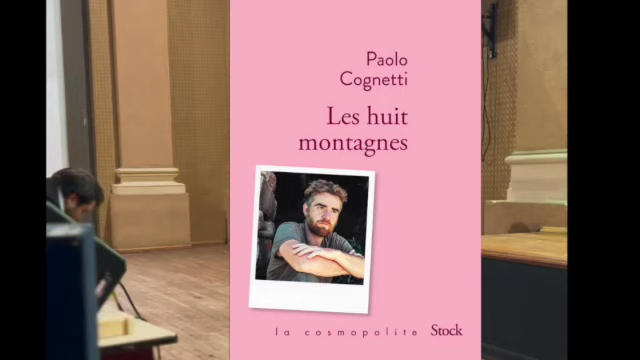 Paolo
Cognetti
Les huit
montagnes
la cosmopolite Stock